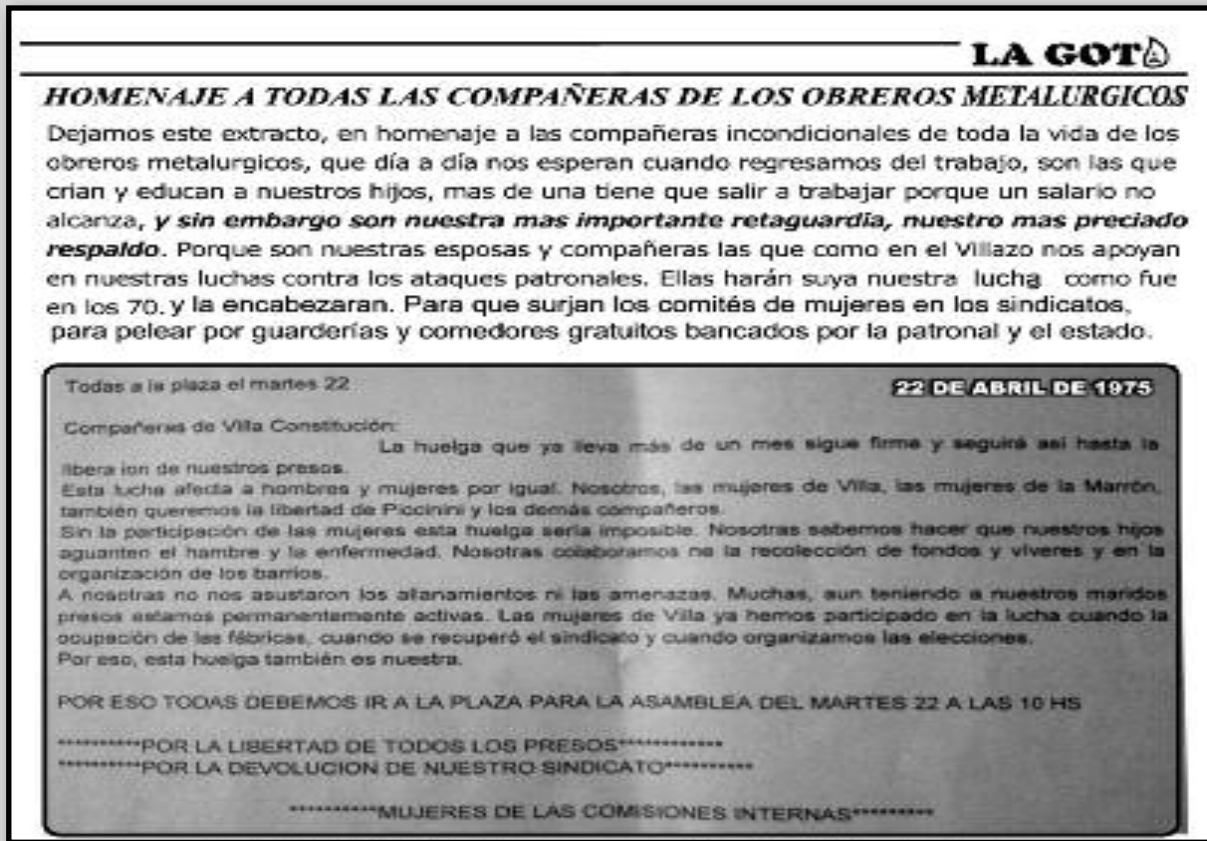 LA GOTA
HOMENAJE A TODAS LAS COMPAÑERAS DE LOS OBREROS METALURGICOS
Dejamos este extracto, en homenaje a las compañeras incondicionales de toda la vida de los
obreros metalurgicos, que día a día nos esperan cuando regresamos del trabajo, son las que
crian y educan a nuestros hijos, mas de una tiene que salir a trabajar porque un salario no
alcanza, y sin embargo son nuestra mas importante retaguardia, nuestro mas preciado
respaldo. Porque son nuestras esposas y compañeras las que como en el Villazo nos apoyan
en nuestras luchas contra los ataques patronales. Ellas harán suya nuestra lucha como fue
en los 70. y la encabezaran. Para que surjan los comités de mujeres en los sindicatos,
para pelear por guarderías y comedores gratuitos bancados por la patronal y el estado.
Todas a la plaza el martes 22 22 DE ABRIL DE 1975
Compañeras de Villa Constitución:
La huelga que ya lleva más de un mes sigue firme y seguirá así hasta la
libera ion de nuestros presos.
Esta lucha afecta a hombres y mujeres por igual. Nosotros, las mujeres de Villa, las mujeres de la Marrón,
también queremos la libertad de Piccinini y los demás compañeros.
Sin la participación de las mujeres esta huelga sería imposible. Nosotras sabemos hacer que nuestros hijos
aguanten el hambre y la enfermedad. Nosotras colaboramos ne la recolección de fondos y víveres y en la
organización de los barrios.
A nosotras no nos asustaron los allanamientos ni las amenazas. Muchas, aun teniendo a nuestros maridos
presos estamos permanentemente activas. Las mujeres de Villa ya hemos participado en la lucha cuando la
ocupación de las fábricas, cuando se recuperó el sindicato y cuando organizamos las elecciones.
Por eso, esta huelga también es nuestra.
POR ESO TODAS DEBEMOS IR A LA PLAZA PARA LA ASAMBLEA DEL MARTES 22 A LAS 10 HS
**********POR LA LIBERTAD DE TODOS LOS PRESOS************
**********POR LA DEVOLUCION DE NUESTRO SINDICATO**********
**********MUJERES DE LAS COMISIONES INTERNAS*********